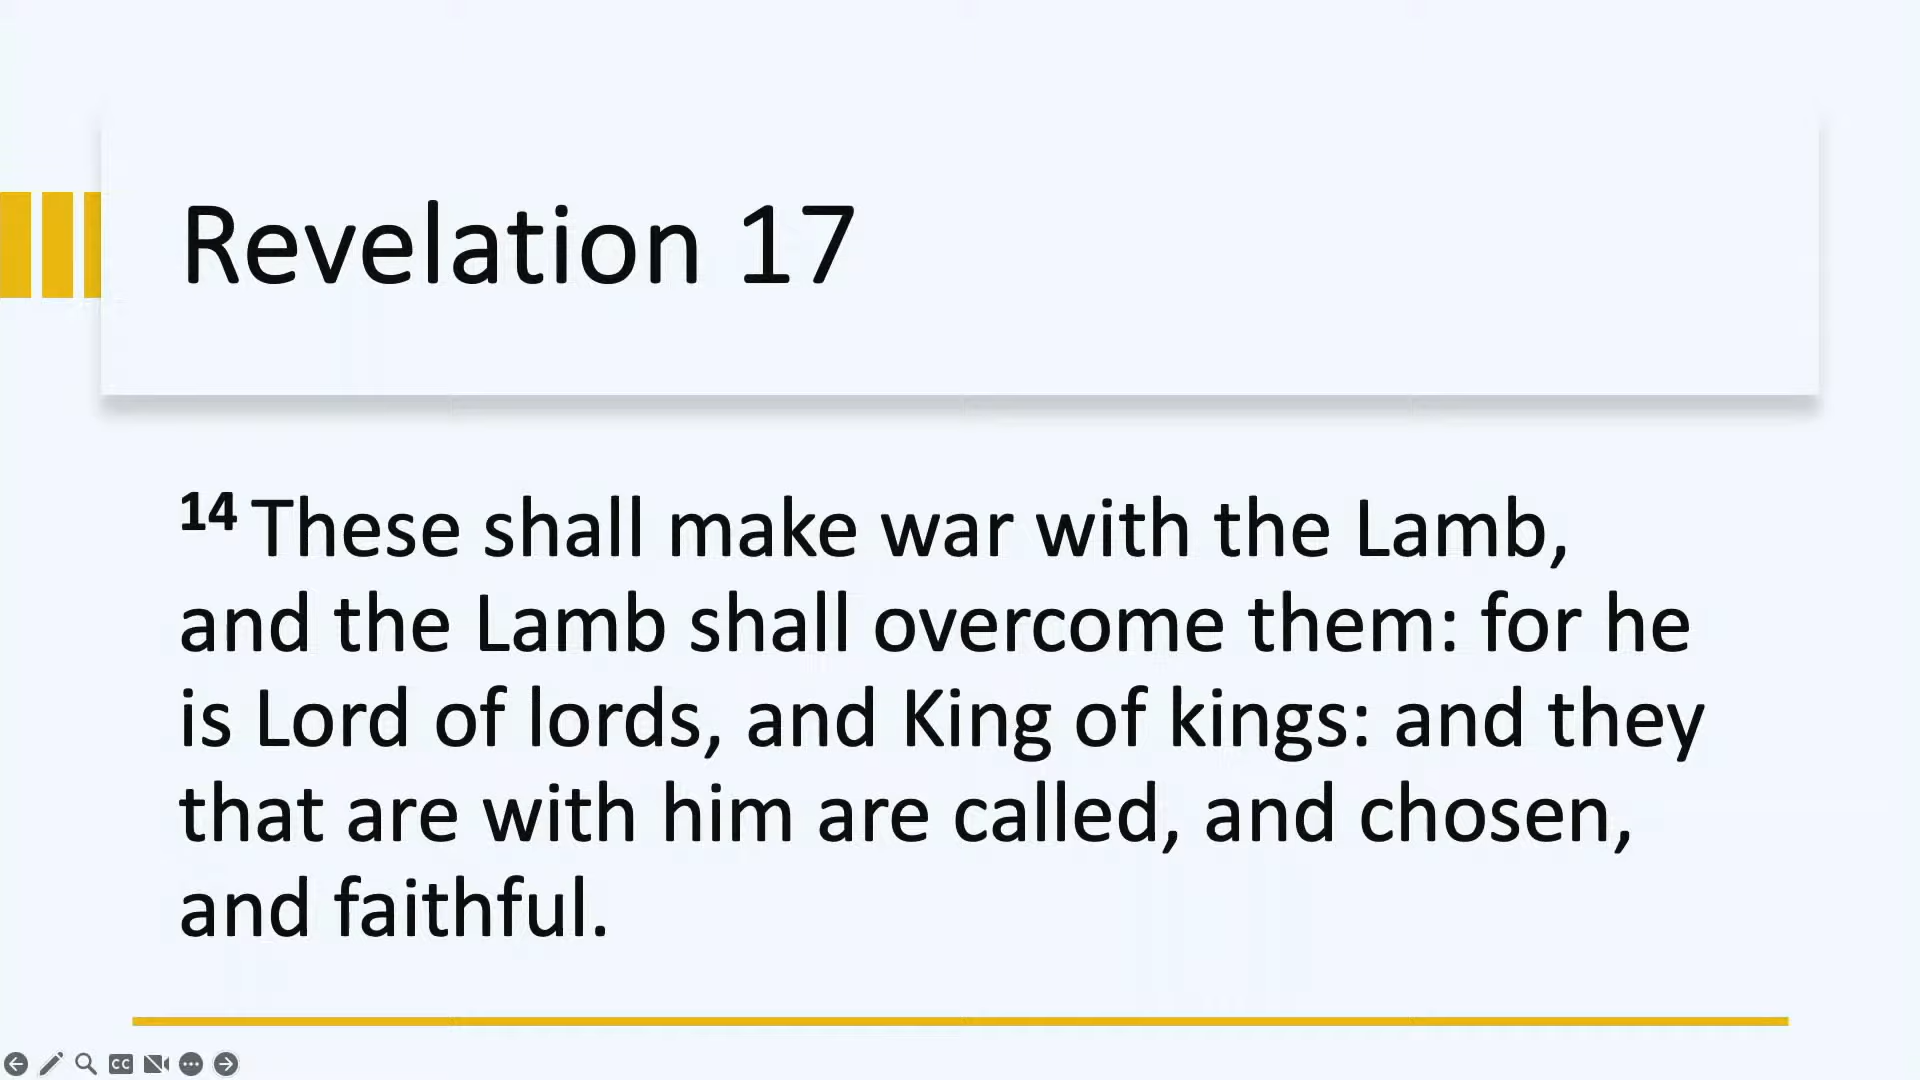 Revelation 17
14 These shall make war with the Lamb,
and the Lamb shall overcome them: for he
is Lord of lords, and King of kings: and they
that are with him are called, and chosen,
and faithful.
CC